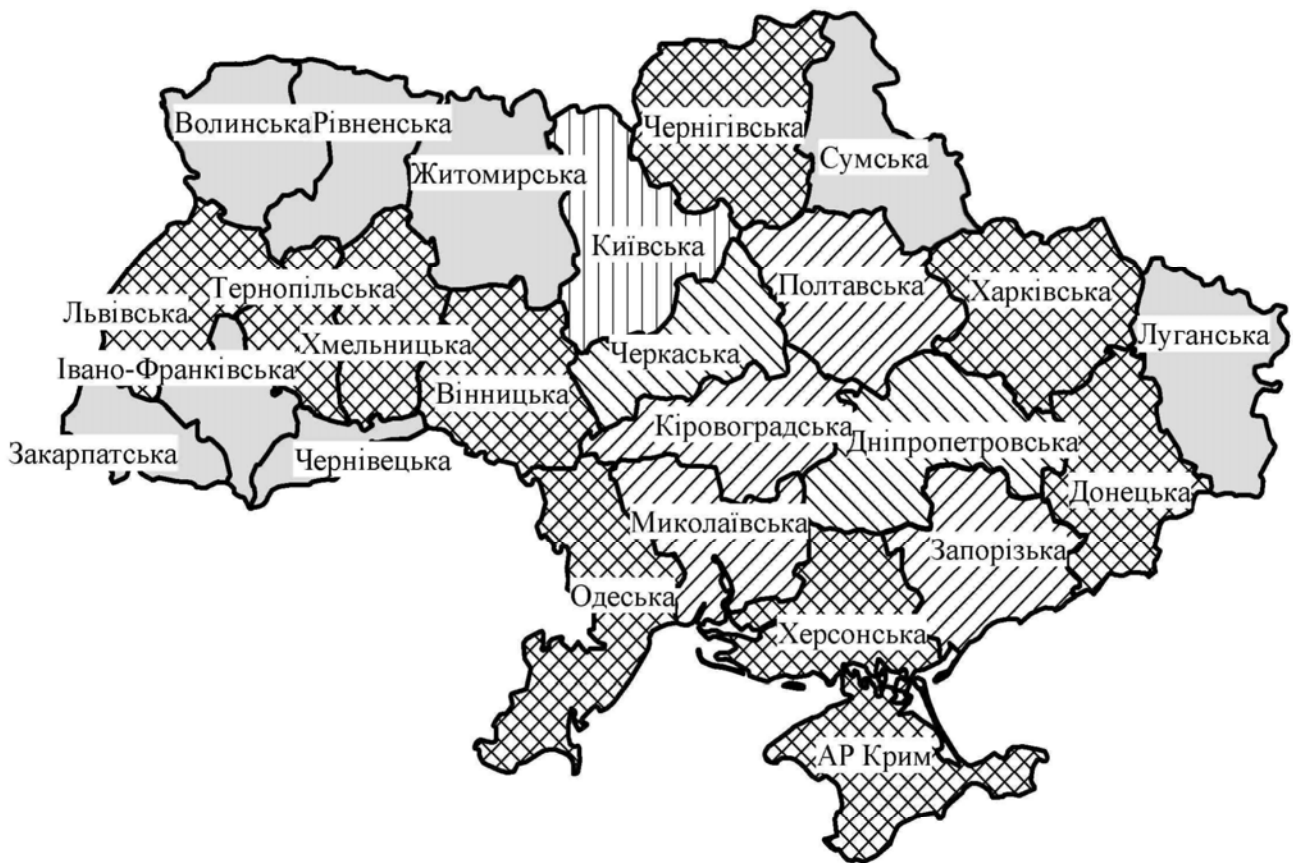 Волинська
Рівненська
Чернігівська
Житомирська
Сумська
Київська
Тернопільська
Полтавська
Харківська
Львівська
Луганська
Хмельницька
Черкаська
Івано-Франківська
Вінницька
Кіровоградська
Дніпропетровська
Закарпатська
Чернівецька
Донецька
Миколаївська
Запорізька
Одеська
Херсонська
АР Крим